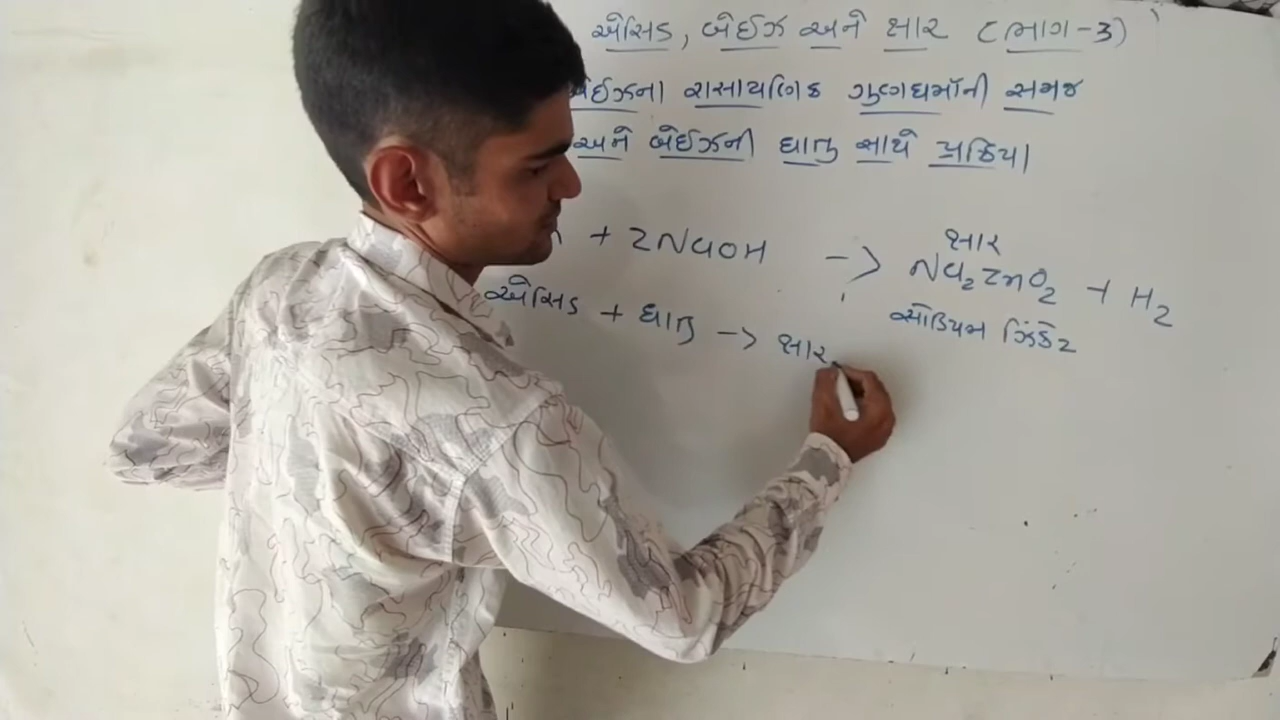 એસિડ, બેઈઝ અને ક્ષાર (ભાગ-3)
બેઈઝના રાસાયણિક ગુણધર્મોની સમજ
અને બેઈઝની ધાતુ સાથે પ્રક્રિયા
ક્ષાર
+ 2NaOH → Na₂ZnO₂ + H₂
સોડિયમ ઝિંકેટ
એસિડ + ધાતુ → ક્ષાર